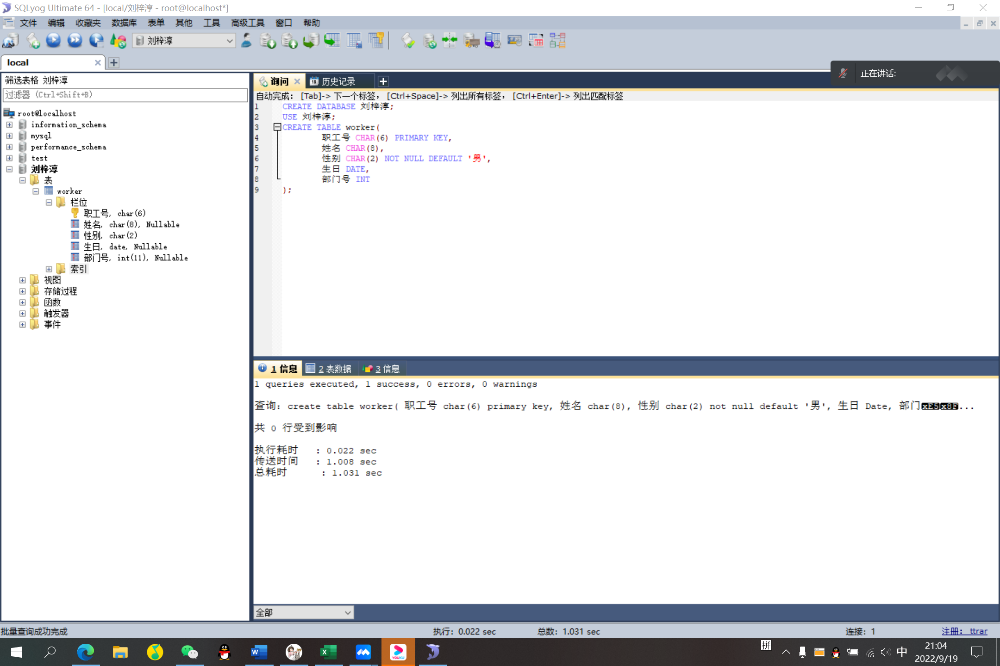 SQLyog Ultimate 64 - [local/刘梓淳 - root@localhost*]
文件 编辑 收藏夹 数据库 表单 其他 工具 高级工具 窗口 帮助
刘梓淳
local
正在讲话:
筛选表格 刘梓淳
过滤器 (Ctrl+Shift+B)
root@localhost
information_schema
mysql
performance_schema
test
刘梓淳
表
worker
栏位
职工号, char(6)
姓名, char(8), Nullable
性别, char(2)
生日, date, Nullable
部门号, int(11), Nullable
索引
视图
存储过程
函数
触发器
事件
询问 18 历史记录
自动完成: [Tab]-> 下一个标签, [Ctrl+Space]-> 列出所有标签, [Ctrl+Enter]-> 列出匹配标签
1 CREATE DATABASE 刘梓淳;
2 USE 刘梓淳;
3 CREATE TABLE worker(
4 职工号 CHAR(6) PRIMARY KEY,
5 姓名 CHAR(8),
6 性别 CHAR(2) NOT NULL DEFAULT '男',
7 生日 DATE,
8 部门号 INT
9 );
1 信息 2 表数据 3 信息
1 queries executed, 1 success, 0 errors, 0 warnings
查询: create table worker( 职工号 char(6) primary key, 姓名 char(8), 性别 char(2) not null default '男', 生日 Date, 部门xE5x8F...
共 0 行受到影响
执行耗时 : 0.022 sec
传送时间 : 1.008 sec
总耗时 : 1.031 sec
全部
批量查询成功完成 执行: 0.022 sec 总数: 1.031 sec 连接: 1 注册: ttrar
W X YOUKU 拼 中 21:04
2022/9/19